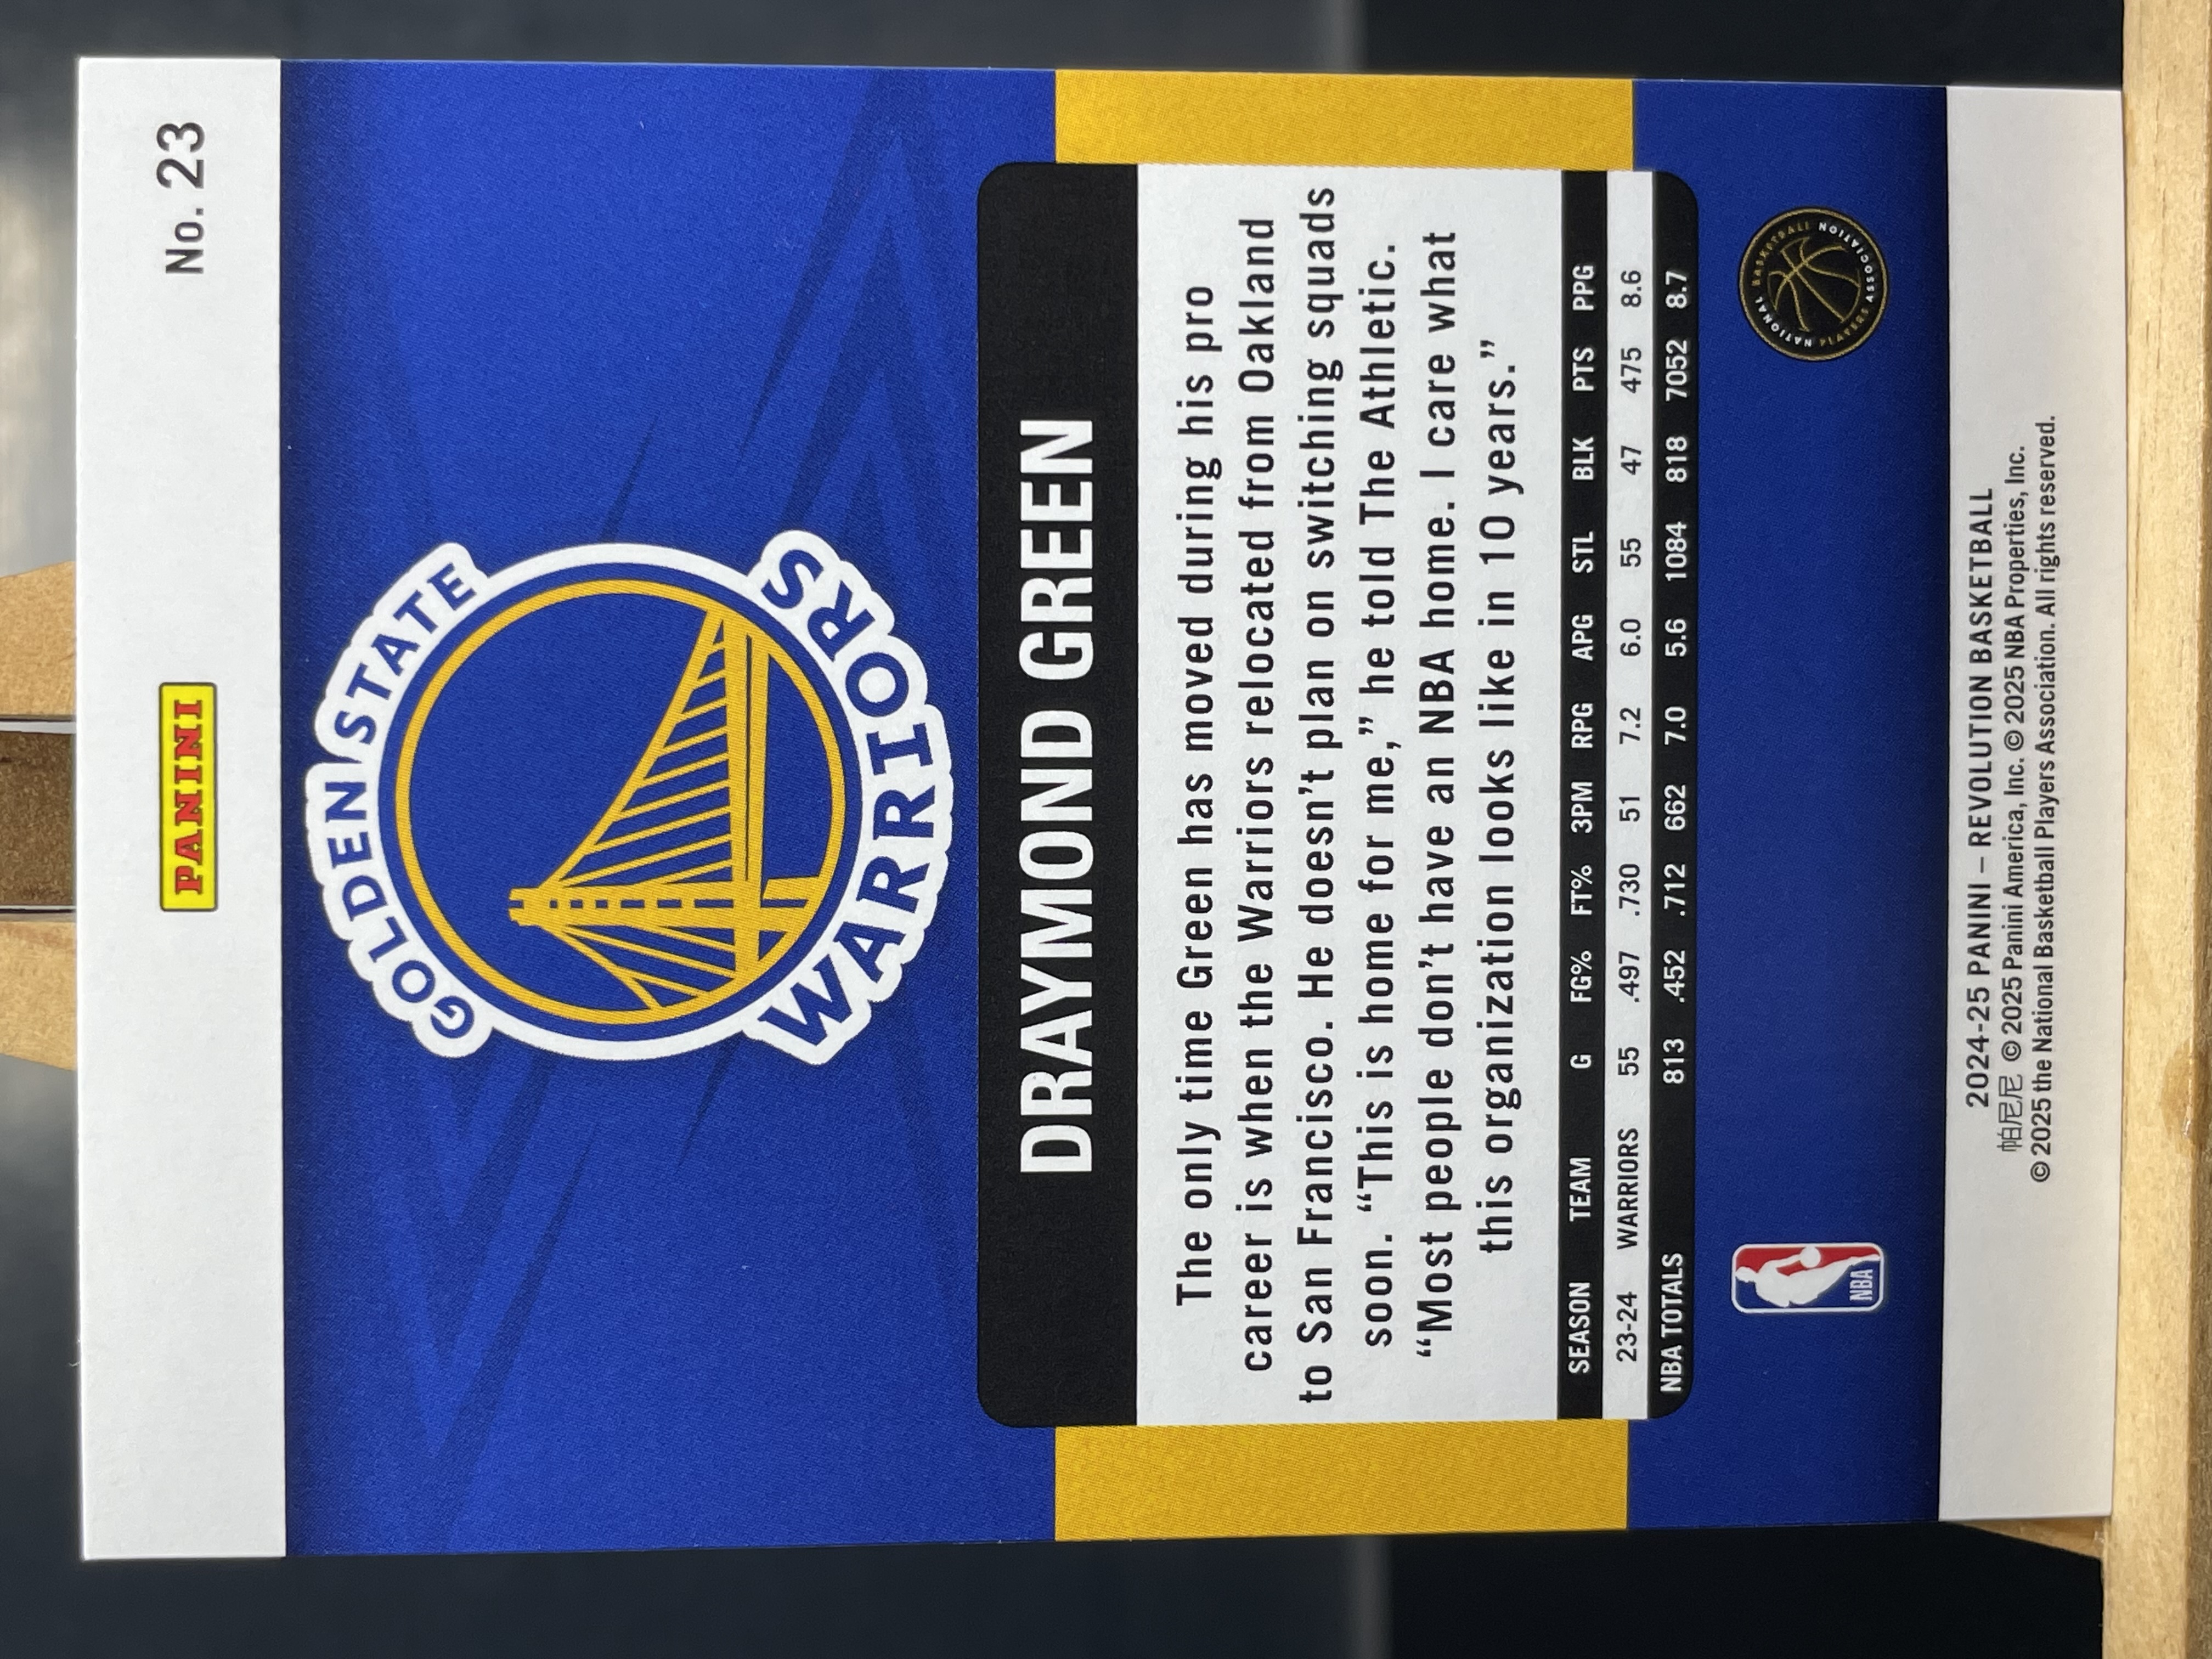 No. 23
PANINI
GOLDEN STATE
WARRIORS
DRAYMOND GREEN
The only time Green has moved during his pro
career is when the Warriors relocated from Oakland
to San Francisco. He doesn't plan on switching squads
soon. “This is home for me,” he told The Athletic.
“Most people don't have an NBA home. I care what
this organization looks like in 10 years.”
SEASON TEAM G FG% FT% 3PM RPG APG STL BLK PTS PPG
23-24 WARRIORS 55 .497 .730 51 7.2 6.0 55 47 475 8.6
NBA TOTALS 813 .452 .712 662 7.0 5.6 1084 818 7052 8.7
NBA
NATIONAL BASKETBALL
PLAYERS ASSOCIATION
2024-25 PANINI – REVOLUTION BASKETBALL
帕尼尼 © 2025 Panini America, Inc. © 2025 NBA Properties, Inc.
© 2025 the National Basketball Players Association. All rights reserved.